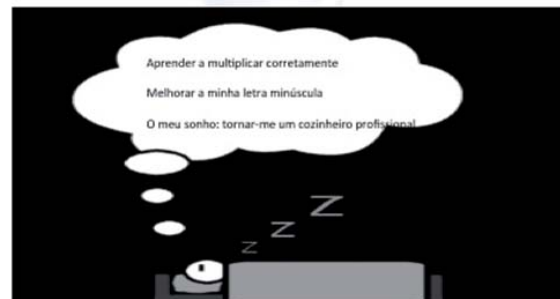 Aprender a multiplicar corretamente
Melhorar a minha letra minúscula
O meu sonho: tornar-me um cozinheiro profissional
Z
Z
Z